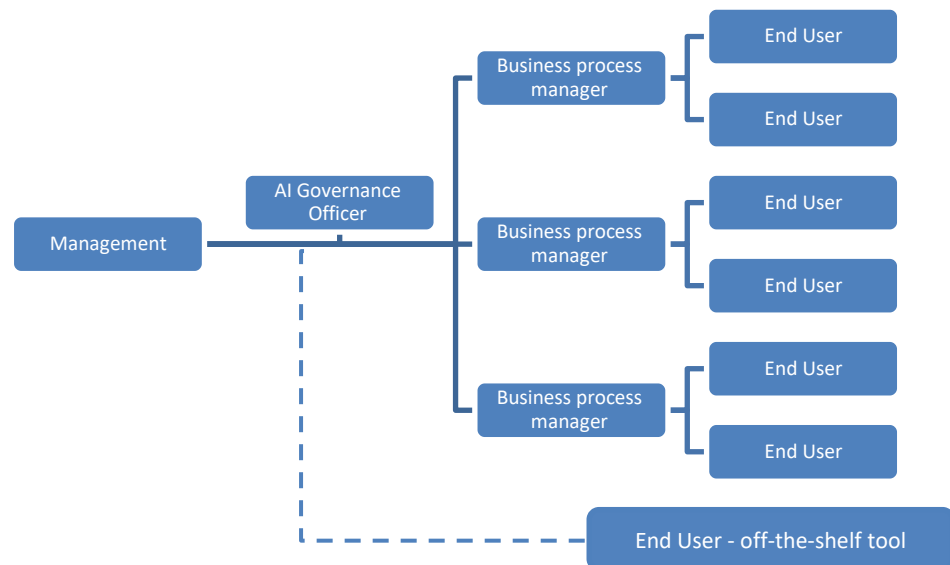 Management
AI Governance
Officer
Business process
manager
End User
End User
Business process
manager
End User
End User
Business process
manager
End User
End User
End User - off-the-shelf tool